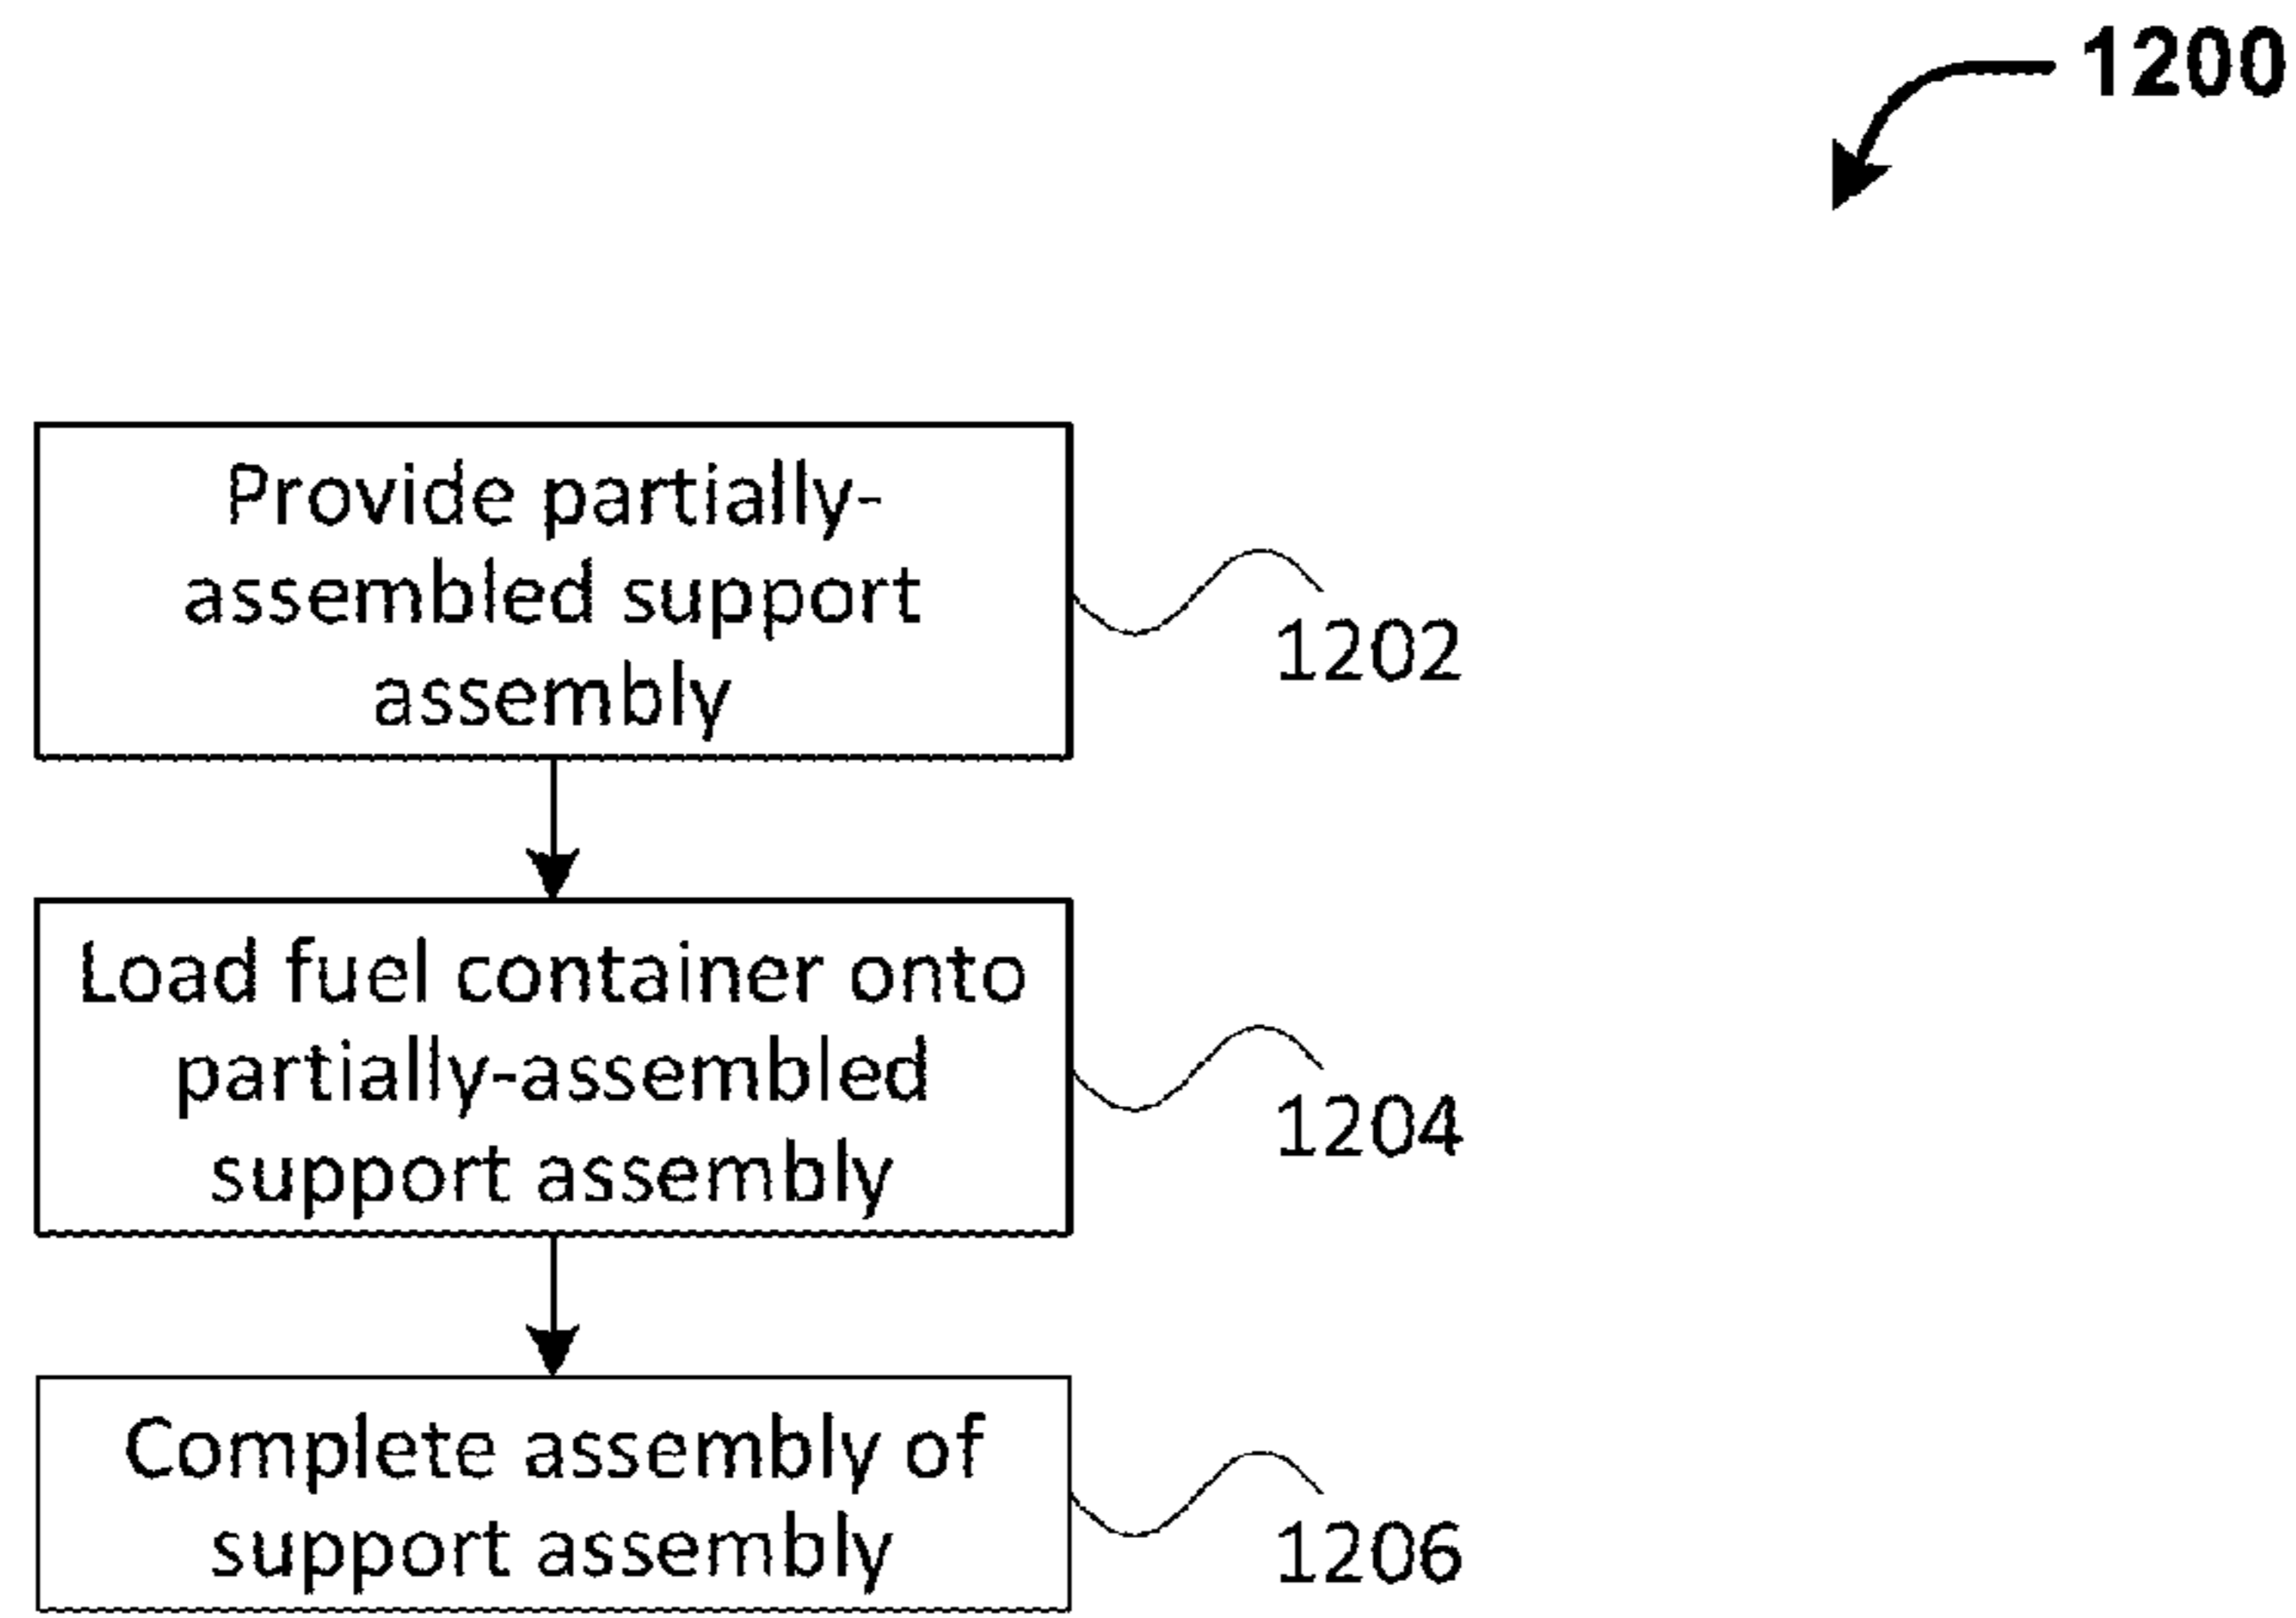 1200
Provide partially-
assembled support
assembly
1202
Load fuel container onto
partially-assembled
support assembly
1204
Complete assembly of
support assembly
1206